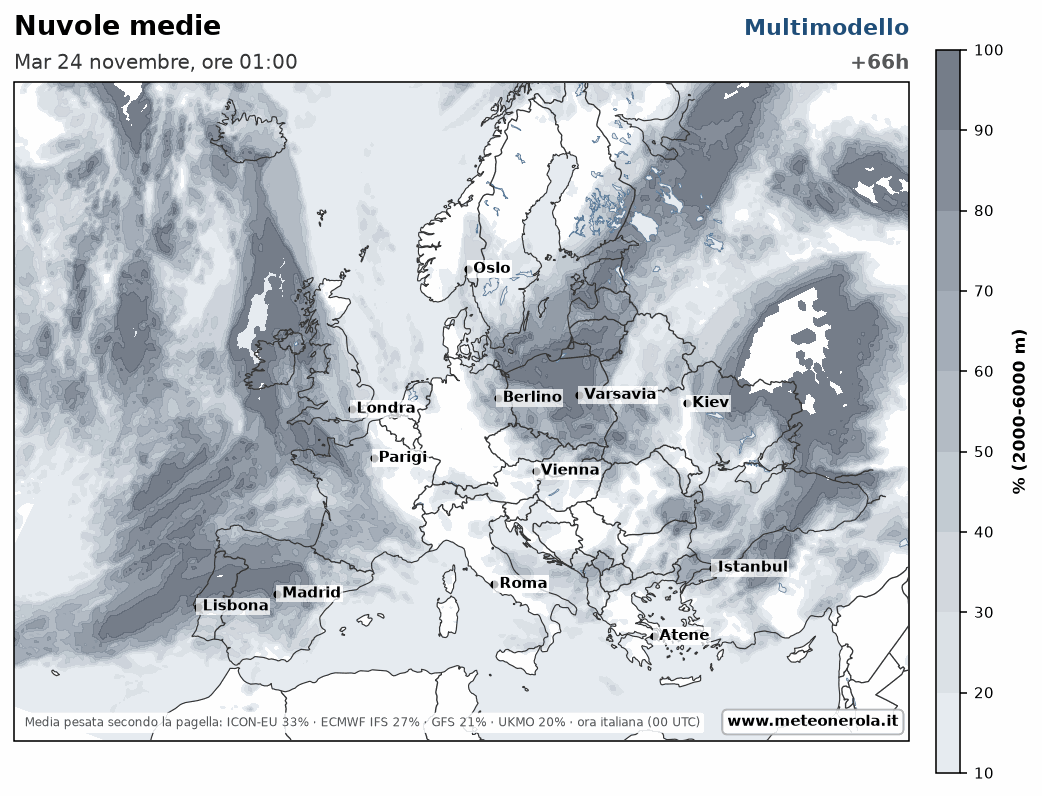 Nuvole medie
Multimodello
Mar 24 novembre, ore 01:00
+66h
Oslo
Londra
Berlino
Varsavia
Kiev
Parigi
Vienna
Roma
Istanbul
Madrid
Lisbona
Atene
Media pesata secondo la pagella: ICON-EU 33% · ECMWF IFS 27% · GFS 21% · UKMO 20% · ora italiana (00 UTC)
www.meteonerola.it
100
90
80
70
60
50
40
30
20
10
% (2000-6000 m)